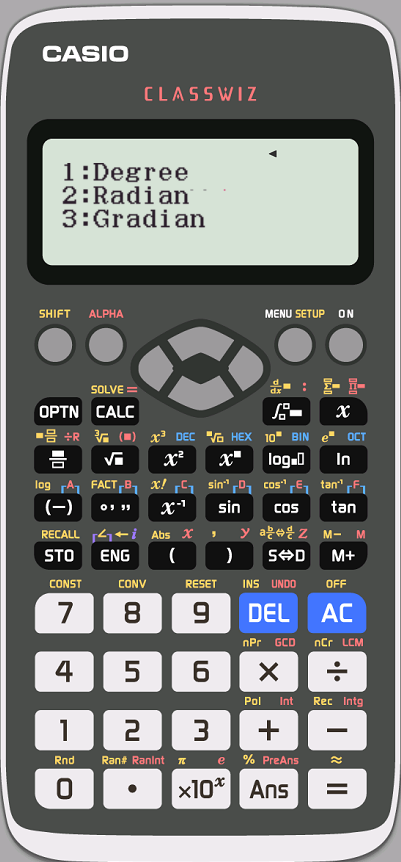 CASIO
CLASSWIZ
1:Degree
2:Radian
3:Gradian
SHIFT ALPHA MENU SETUP ON
SOLVE = d/dx■ : Σ■ Π■
OPTN CALC ∫■ x
■■/■ ÷R ³√■ (■) x³ DEC ■√□ HEX 10■ BIN e■ OCT
√■ x² x■ log■□ ln
log A FACT B x! C sin⁻¹ D cos⁻¹ E tan⁻¹ F
(−) °’” x⁻¹ sin cos tan
RECALL ∠ ← i Abs x , y a b/c⇔d/c z M− M
STO ENG ( ) S⇔D M+
CONST CONV RESET INS UNDO OFF
7 8 9 DEL AC
nPr GCD nCr LCM
4 5 6 × ÷
Pol Int Rec Intg
1 2 3 + −
Rnd Ran# RanInt π e % PreAns ≈
0 • ×10ˣ Ans =